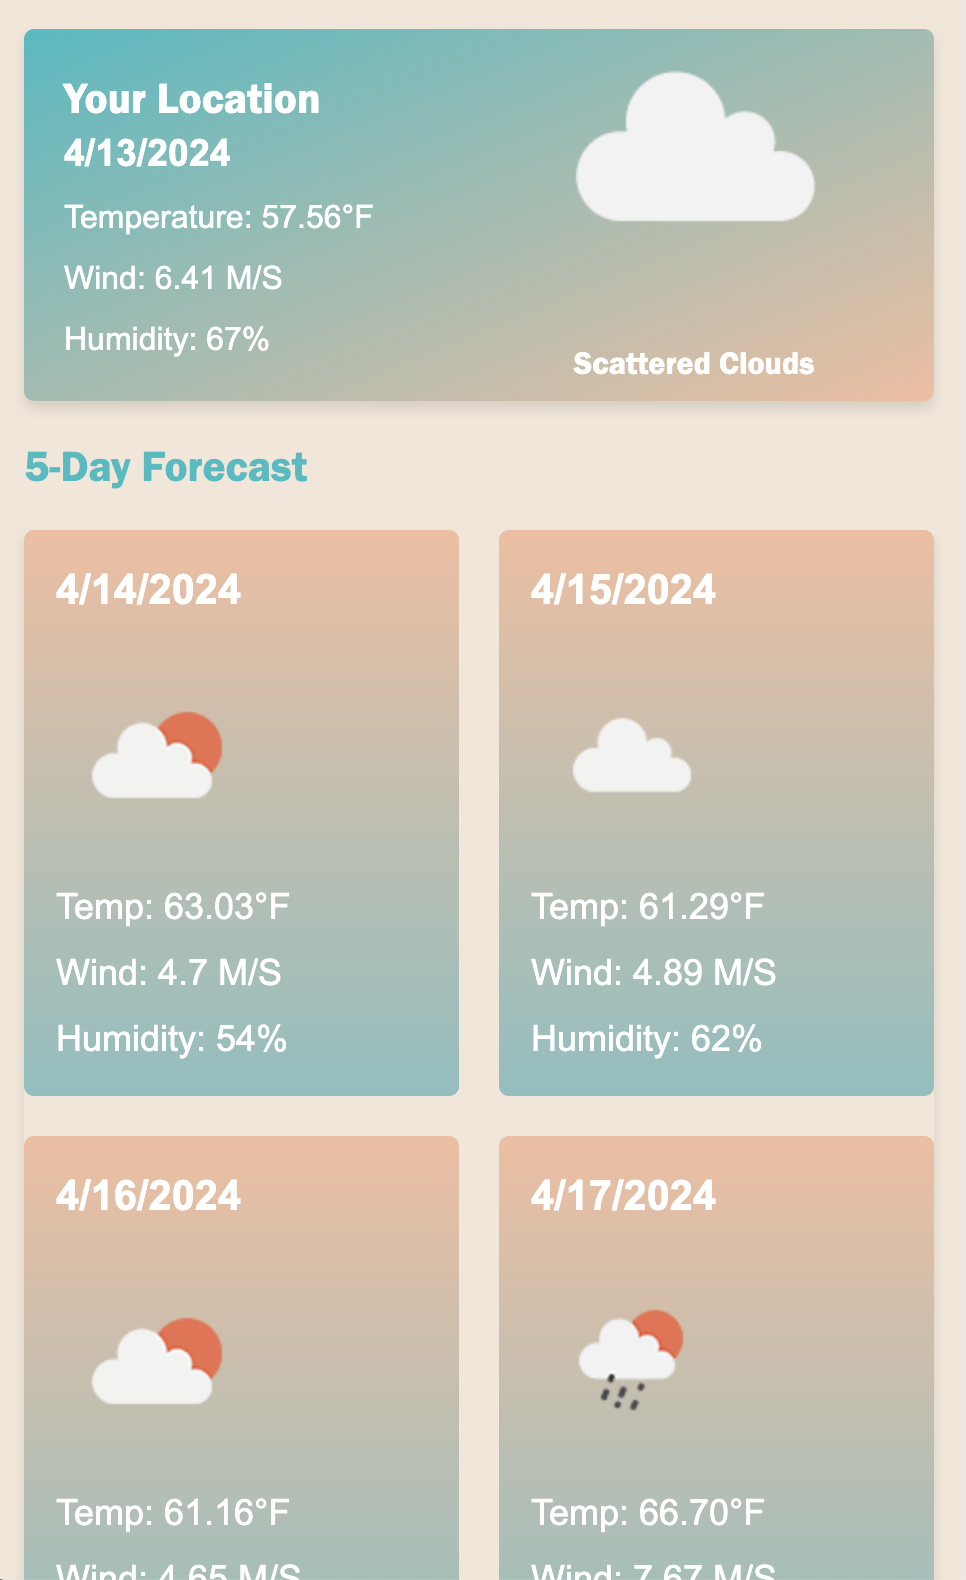 Your Location
4/13/2024
Temperature: 57.56°F
Wind: 6.41 M/S
Humidity: 67%
Scattered Clouds
5-Day Forecast
4/14/2024
Temp: 63.03°F
Wind: 4.7 M/S
Humidity: 54%
4/15/2024
Temp: 61.29°F
Wind: 4.89 M/S
Humidity: 62%
4/16/2024
Temp: 61.16°F
Wind: 4.65 M/S
4/17/2024
Temp: 66.70°F
Wind: 7.67 M/S